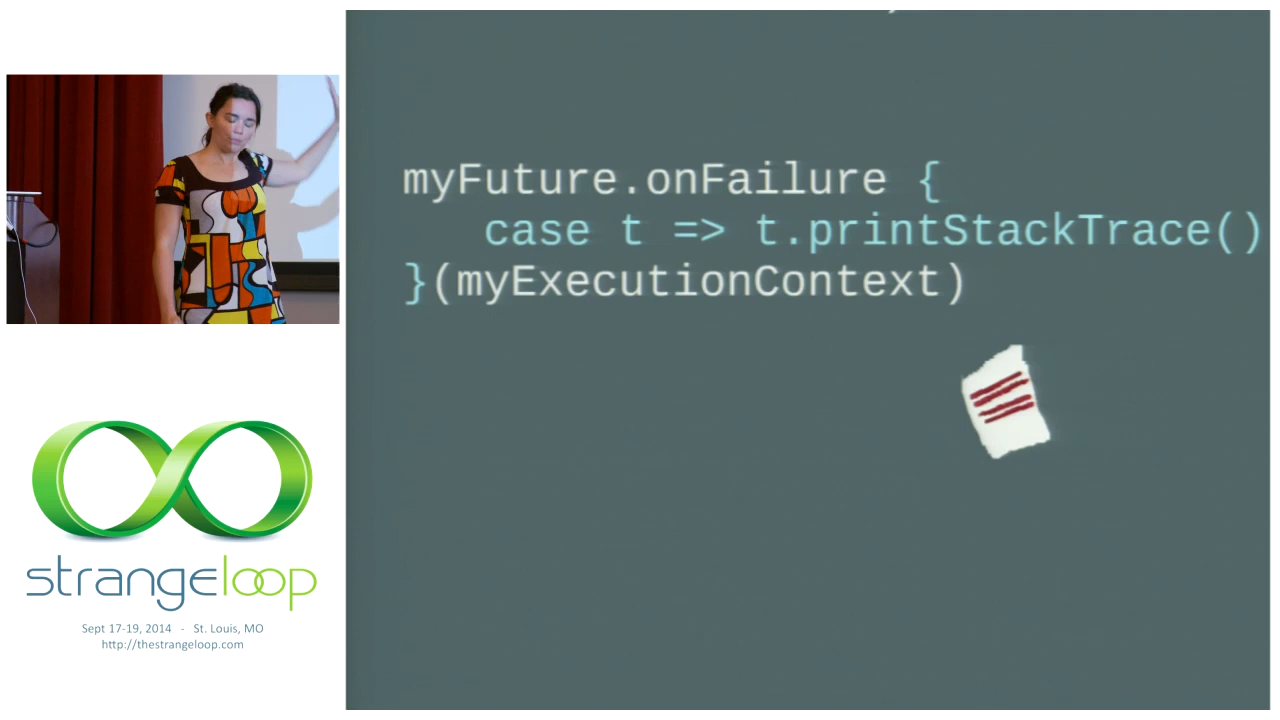 myFuture.onFailure {
case t => t.printStackTrace()
}(myExecutionContext)
strangeloop
Sept 17-19, 2014 - St. Louis, MO
http://thestrangeloop.com